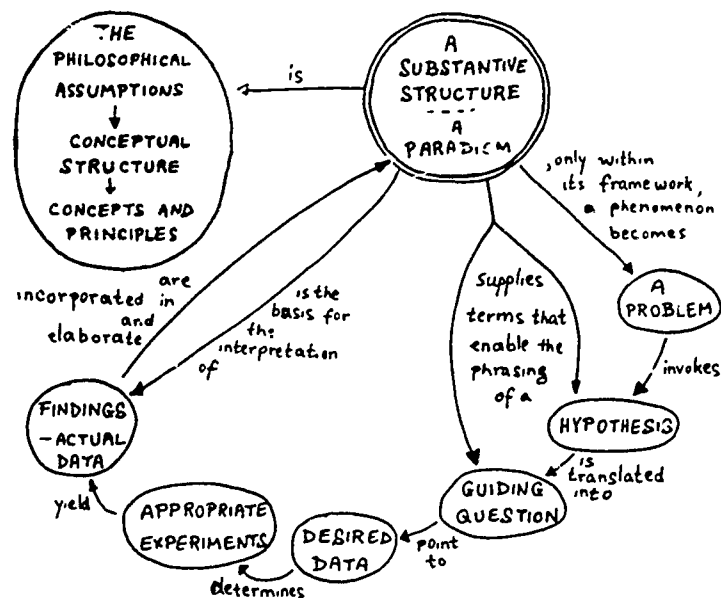 THE
PHILOSOPHICAL
ASSUMPTIONS
CONCEPTUAL
STRUCTURE
CONCEPTS AND
PRINCIPLES
is
A
SUBSTANTIVE
STRUCTURE
A
PARADIGM
, only within
its framework,
a phenomenon
becomes
A
PROBLEM
invokes
HYPOTHESIS
is
translated
into
Supplies
terms that
enable the
phrasing
of a
GUIDING
QUESTION
point
to
DESIRED
DATA
determines
APPROPRIATE
EXPERIMENTS
yield
FINDINGS
- ACTUAL
DATA
are
incorporated in
and
elaborate
is the
basis for
the
interpretation
of